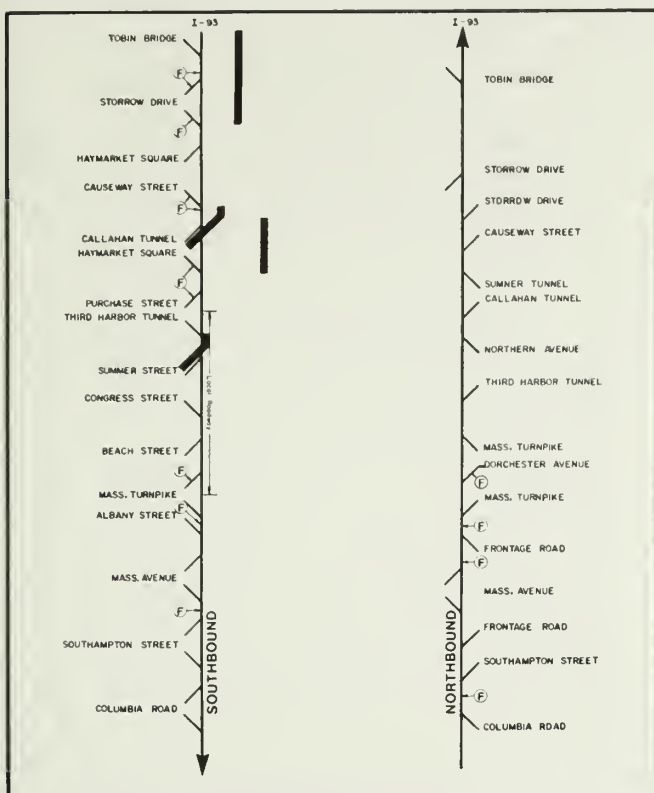 I-93
TOBIN BRIDGE
F
STORROW DRIVE
F
HAYMARKET SQUARE
CAUSEWAY STREET
F
CALLAHAN TUNNEL
HAYMARKET SQUARE
F
PURCHASE STREET
THIRD HARBOR TUNNEL
SUMMER STREET
CONGRESS STREET
BEACH STREET
F
MASS. TURNPIKE
F
ALBANY STREET
MASS. AVENUE
F
SOUTHAMPTON STREET
COLUMBIA ROAD
SOUTHBOUND
I-93
TOBIN BRIDGE
STORROW DRIVE
STORROW DRIVE
CAUSEWAY STREET
SUMNER TUNNEL
CALLAHAN TUNNEL
NORTHERN AVENUE
THIRD HARBOR TUNNEL
MASS. TURNPIKE
DORCHESTER AVENUE
F
MASS. TURNPIKE
F
FRONTAGE ROAD
F
MASS. AVENUE
FRONTAGE ROAD
SOUTHAMPTON STREET
F
COLUMBIA ROAD
NORTHBOUND